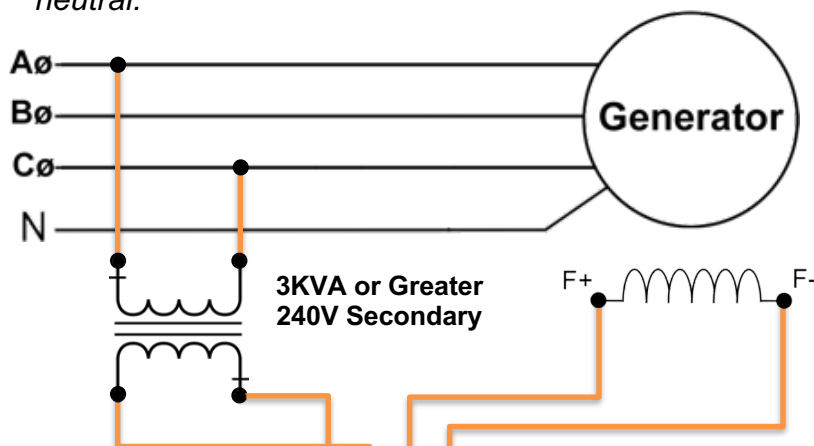 neutral.
Aø
Bø
Generator
Cø
N
3KVA or Greater
240V Secondary
F+
F-